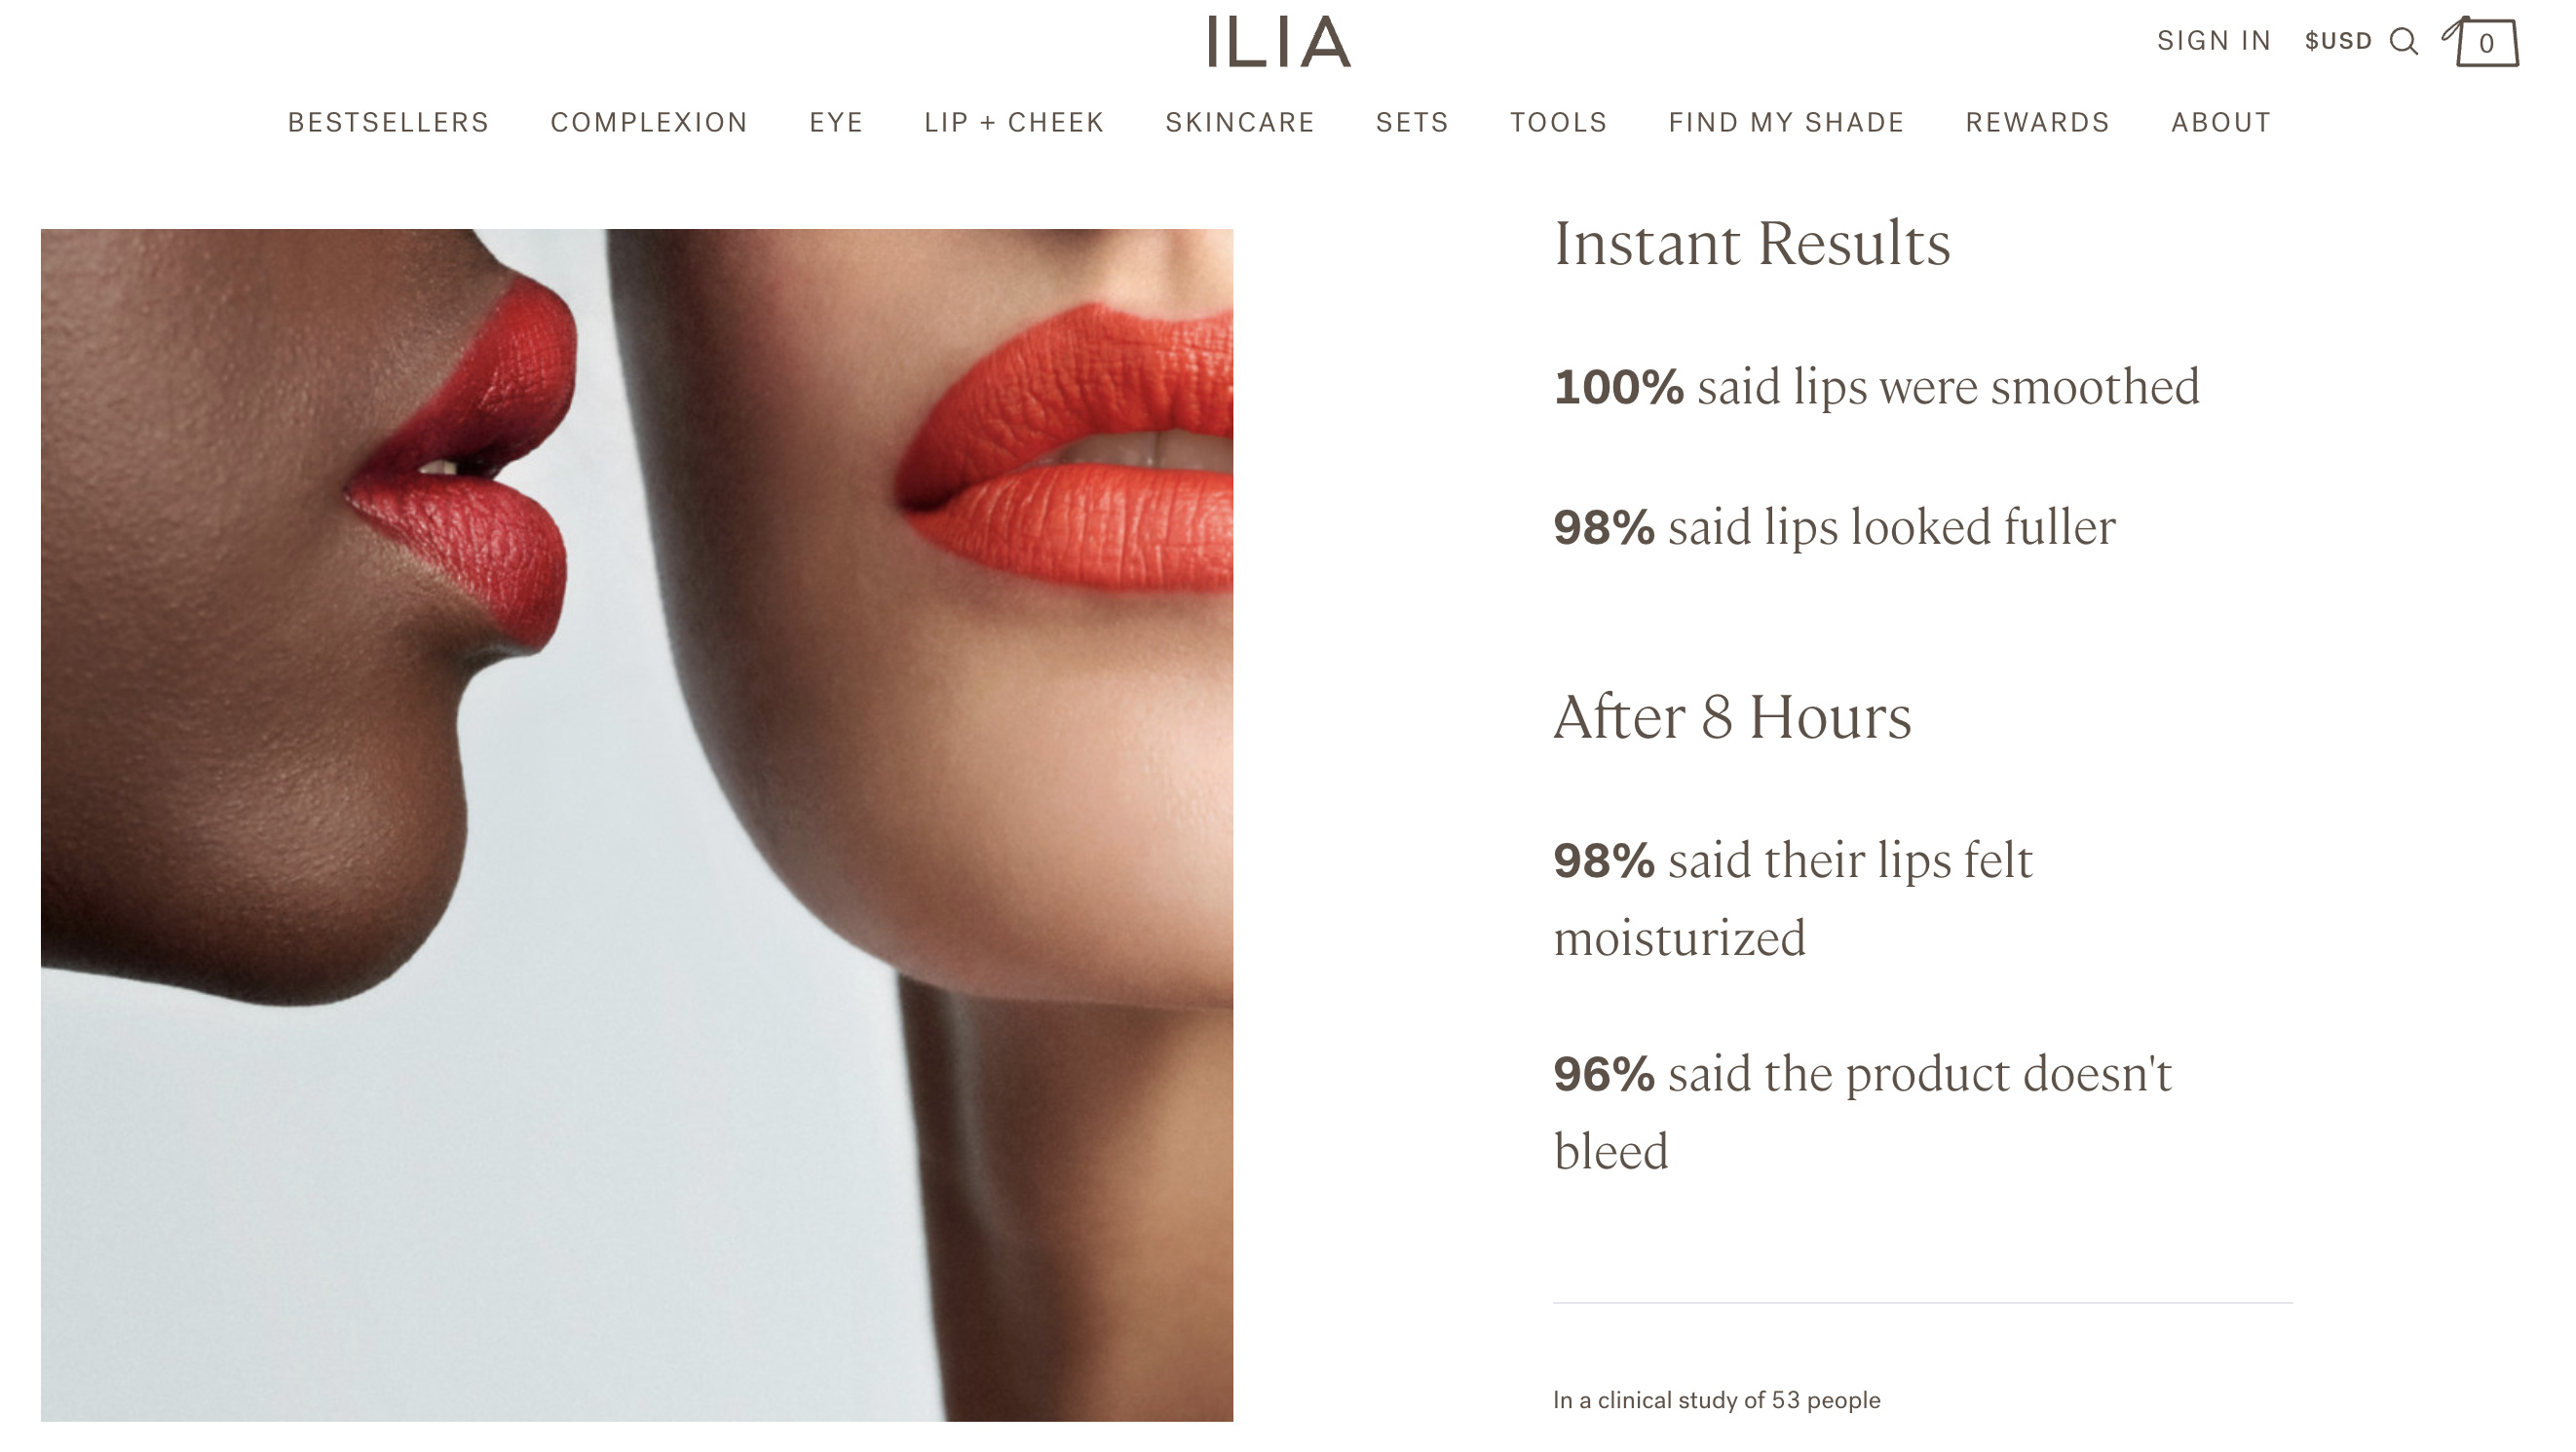 ILIA
SIGN IN $USD 0
BESTSELLERS COMPLEXION EYE LIP + CHEEK SKINCARE SETS TOOLS FIND MY SHADE REWARDS ABOUT
Instant Results
100% said lips were smoothed
98% said lips looked fuller
After 8 Hours
98% said their lips felt
moisturized
96% said the product doesn't
bleed
In a clinical study of 53 people